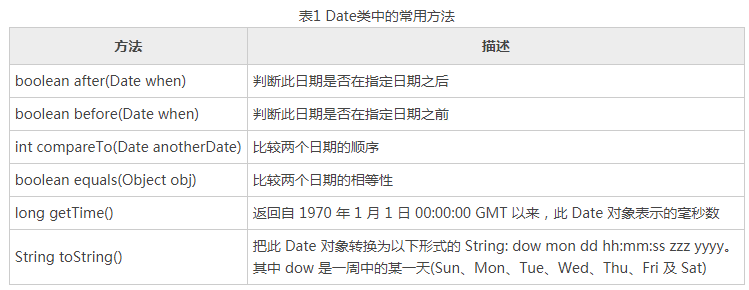 表1 Date类中的常用方法
方法 描述
boolean after(Date when) 判断此日期是否在指定日期之后
boolean before(Date when) 判断此日期是否在指定日期之前
int compareTo(Date anotherDate) 比较两个日期的顺序
boolean equals(Object obj) 比较两个日期的相等性
long getTime() 返回自 1970 年 1 月 1 日 00:00:00 GMT 以来，此 Date 对象表示的毫秒数
String toString() 把此 Date 对象转换为以下形式的 String: dow mon dd hh:mm:ss zzz yyyy。
其中 dow 是一周中的某一天(Sun、Mon、Tue、Wed、Thu、Fri 及 Sat)